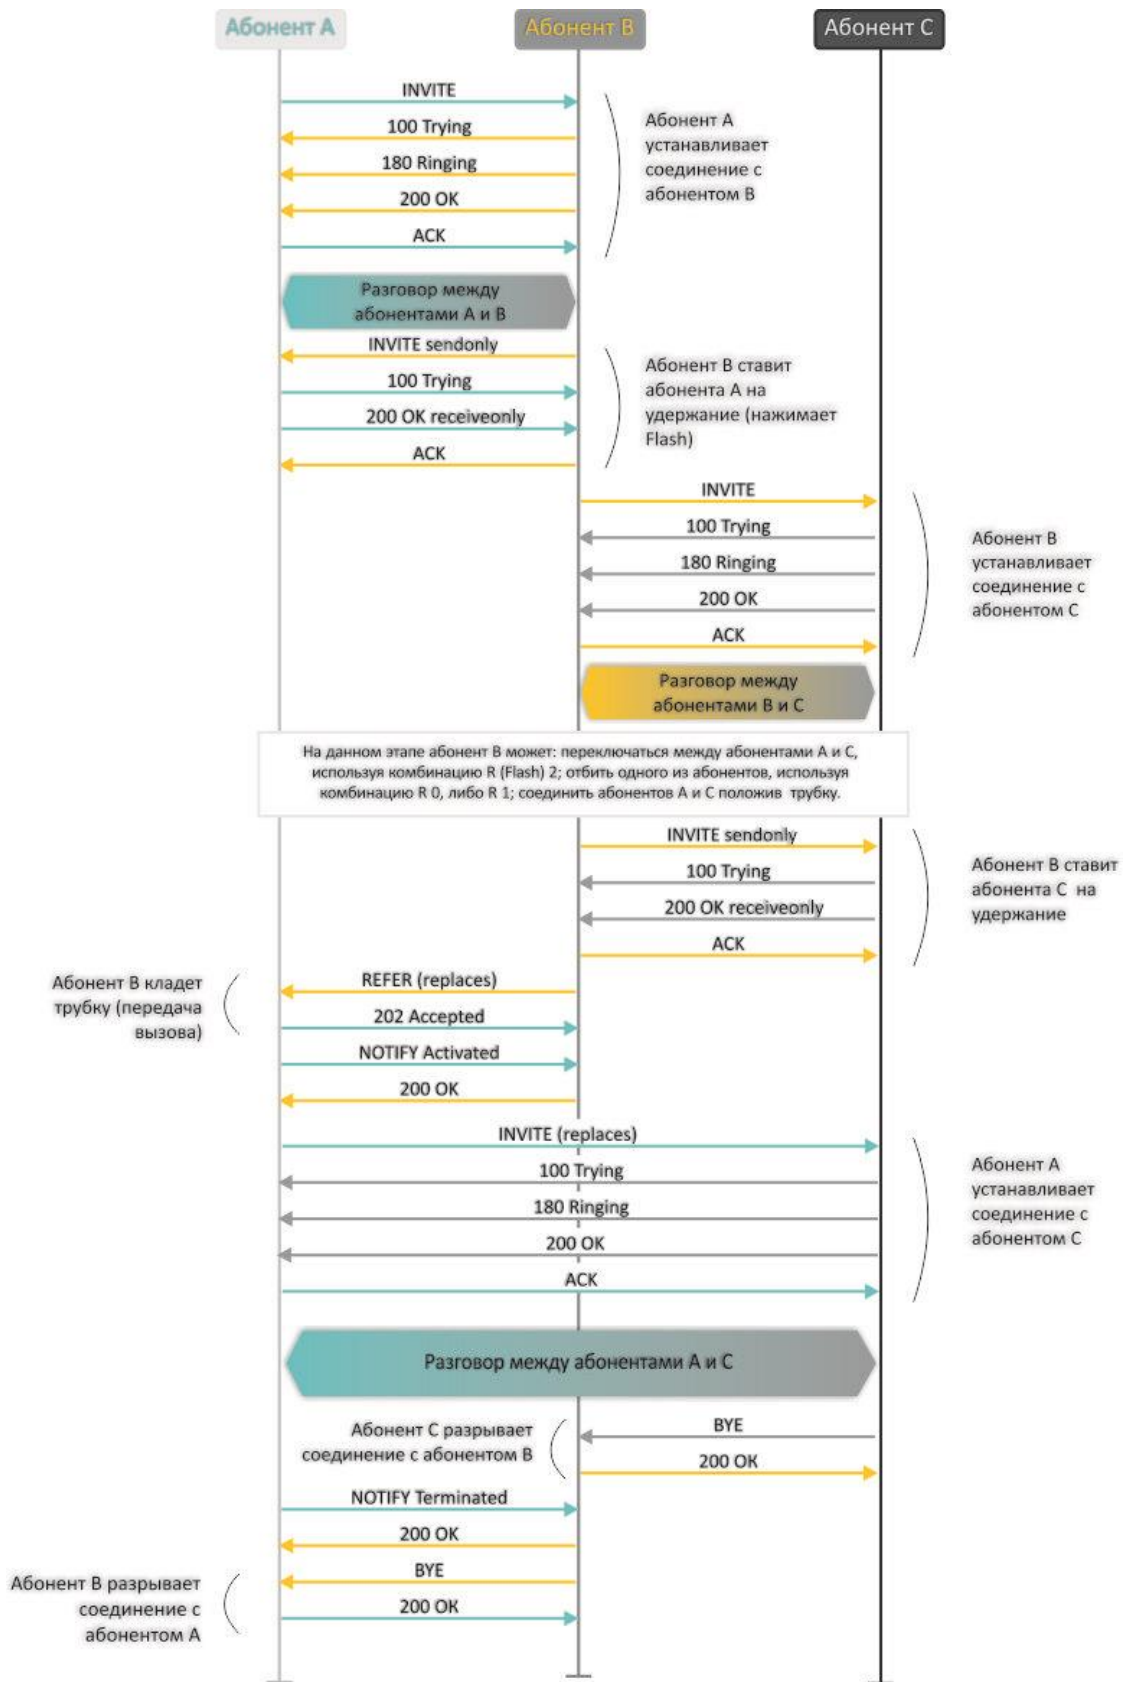 Абонент А
Абонент В
Абонент С
INVITE
100 Trying
180 Ringing
200 OK
ACK
Абонент А
устанавливает
соединение с
абонентом В
Разговор между
абонентами А и В
INVITE sendonly
100 Trying
200 OK receiveonly
ACK
Абонент В ставит
абонента А на
удержание (нажимает
Flash)
INVITE
100 Trying
180 Ringing
200 OK
ACK
Абонент В
устанавливает
соединение с
абонентом С
Разговор между
абонентами В и С
На данном этапе абонент В может: переключаться между абонентами А и С,
используя комбинацию R (Flash) 2; отбить одного из абонентов, используя
комбинацию R 0, либо R 1; соединить абонентов А и С положив трубку.
INVITE sendonly
100 Trying
200 OK receiveonly
ACK
Абонент В ставит
абонента С на
удержание
Абонент В кладет
трубку (передача
вызова)
REFER (replaces)
202 Accepted
NOTIFY Activated
200 OK
INVITE (replaces)
100 Trying
180 Ringing
200 OK
ACK
Абонент А
устанавливает
соединение с
абонентом С
Разговор между абонентами А и С
Абонент С разрывает
соединение с абонентом В
BYE
200 OK
NOTIFY Terminated
200 OK
BYE
200 OK
Абонент В разрывает
соединение с
абонентом А